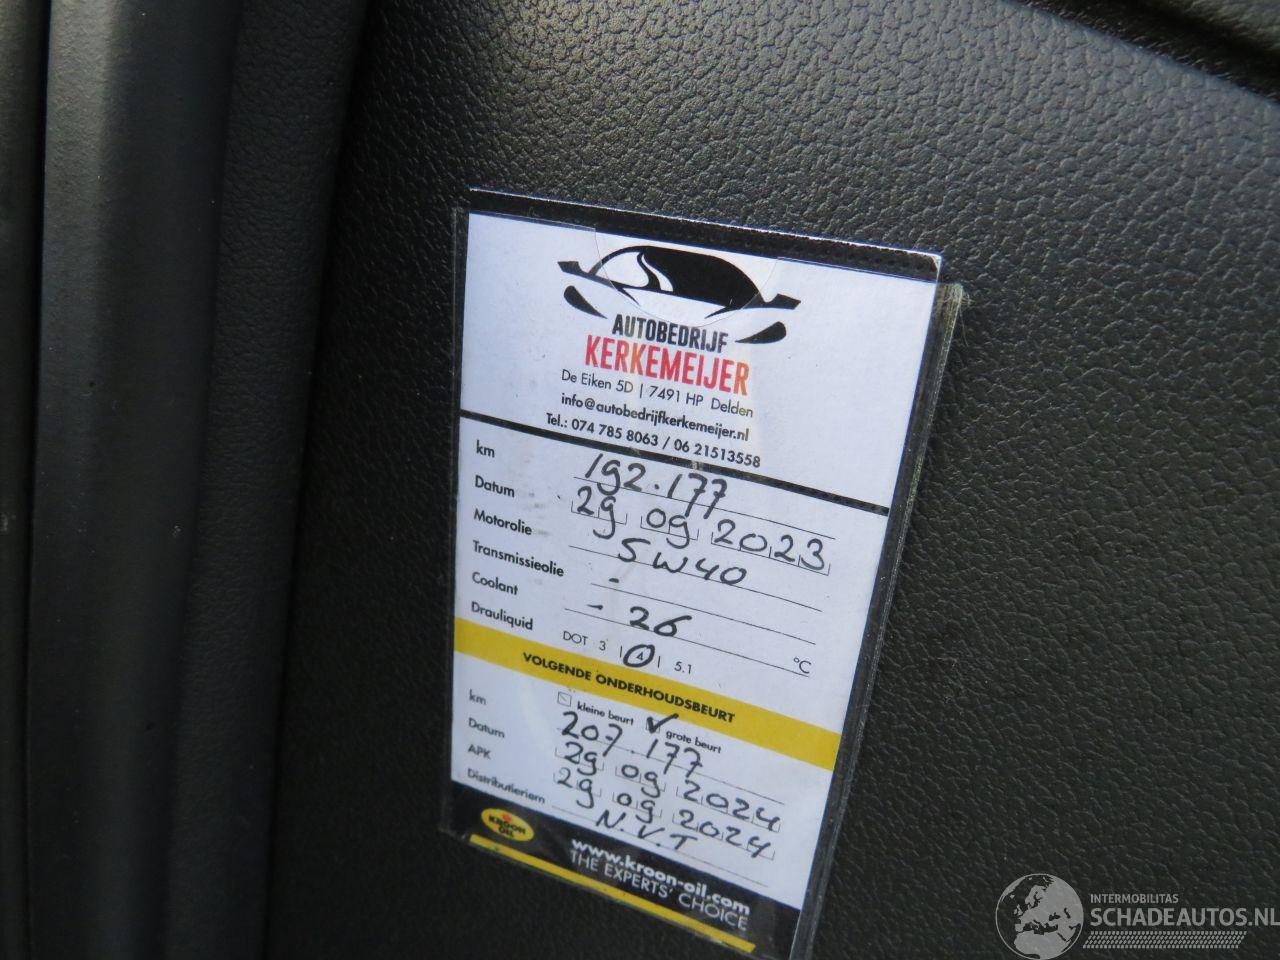 AUTOBEDRIJF
KERKEMEIJER
De Eiken 5D | 7491 HP Delden
info@autobedrijfkerkemeijer.nl
Tel.: 074 785 8063 / 06 21513558
km 192.177
Datum 29 09 2023
Motorolie 5W40
Transmissieolie -
Coolant - 26 °C
Drauliquid DOT 3 | 4 | 5.1
VOLGENDE ONDERHOUDSBEURT
kleine beurt ✓ grote beurt
km 207.177
Datum 29 09 2024
APK 29 09 2024
Distributieriem N.V.T
KROON OIL
www.kroon-oil.com
THE EXPERTS' CHOICE
INTERMOBILITAS
SCHADEAUTOS.NL